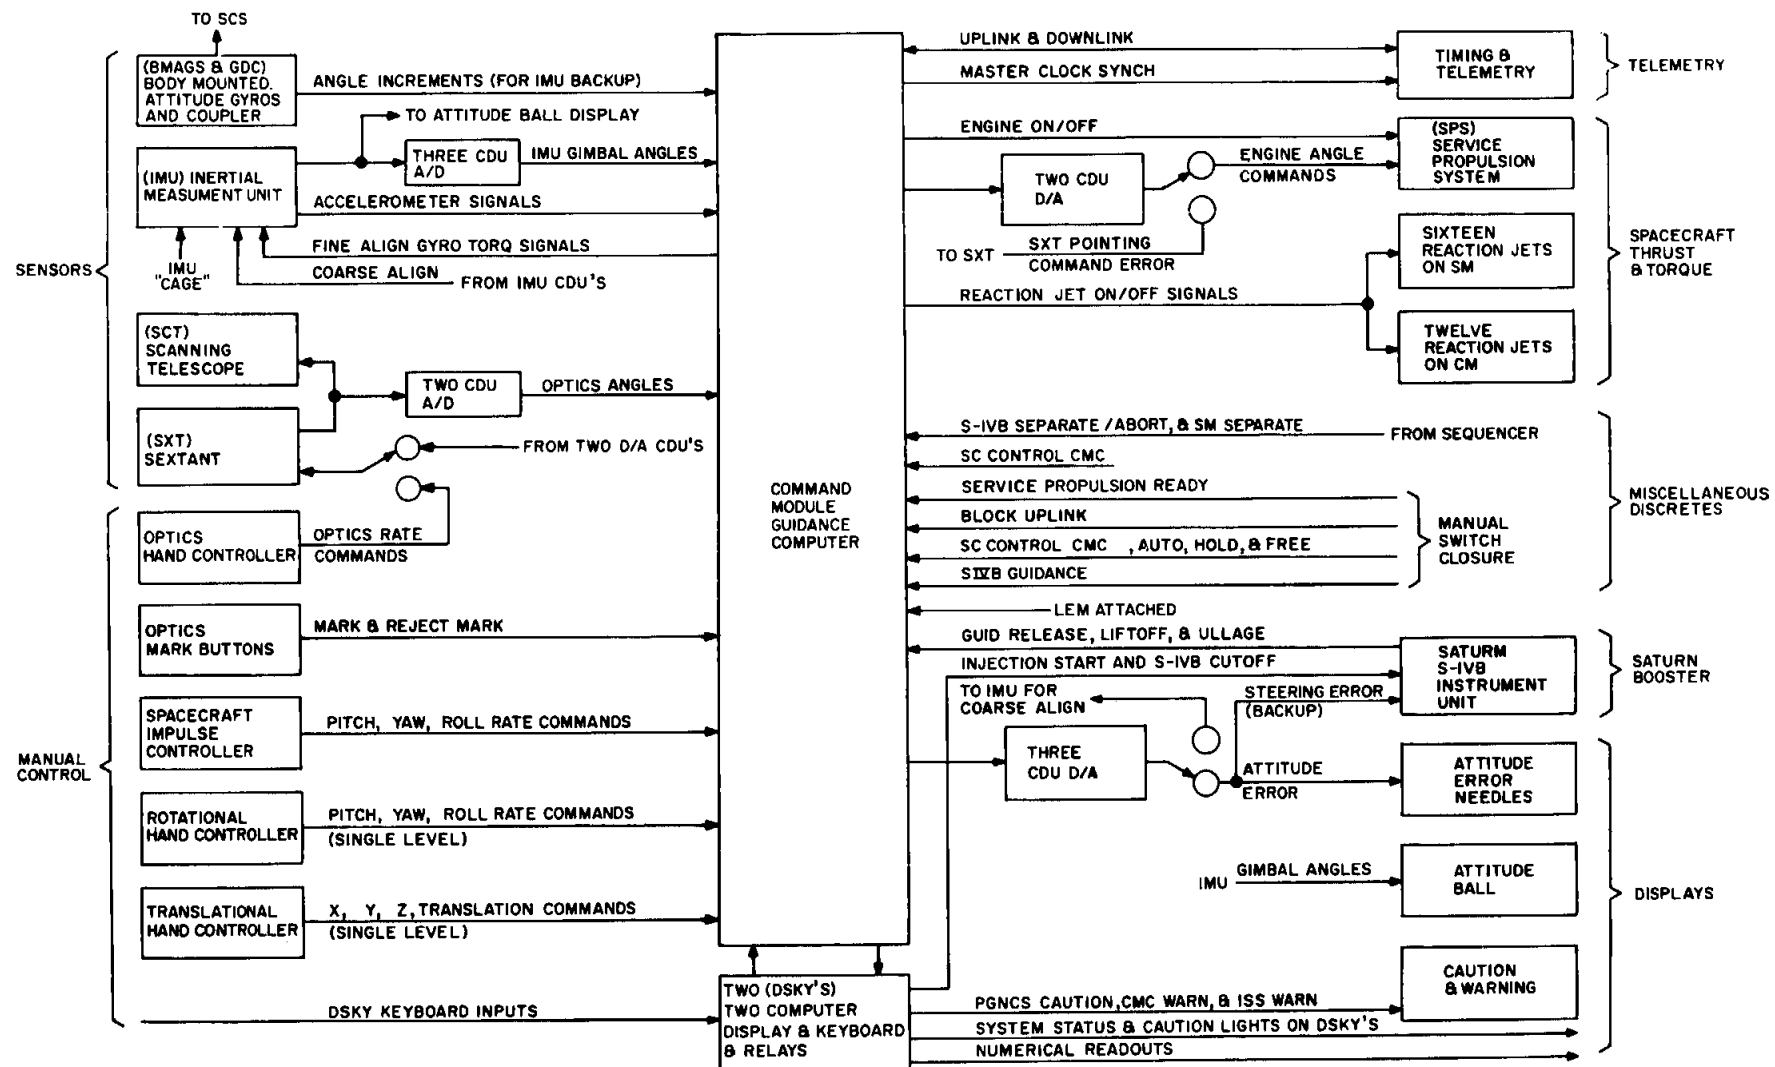 TO SCS
(BMAGS & GDC)
BODY MOUNTED.
ATTITUDE GYROS
AND COUPLER
ANGLE INCREMENTS (FOR IMU BACKUP)
TO ATTITUDE BALL DISPLAY
(IMU) INERTIAL
MEASUMENT UNIT
THREE CDU
A/D
IMU GIMBAL ANGLES
ACCELEROMETER SIGNALS
FINE ALIGN GYRO TORQ SIGNALS
COARSE ALIGN
FROM IMU CDU'S
IMU
"CAGE"
SENSORS
(SCT)
SCANNING
TELESCOPE
TWO CDU
A/D
OPTICS ANGLES
(SXT)
SEXTANT
FROM TWO D/A CDU'S
OPTICS
HAND CONTROLLER
OPTICS RATE
COMMANDS
OPTICS
MARK BUTTONS
MARK & REJECT MARK
SPACECRAFT
IMPULSE
CONTROLLER
PITCH, YAW, ROLL RATE COMMANDS
MANUAL
CONTROL
ROTATIONAL
HAND CONTROLLER
PITCH, YAW, ROLL RATE COMMANDS
(SINGLE LEVEL)
TRANSLATIONAL
HAND CONTROLLER
X, Y, Z, TRANSLATION COMMANDS
(SINGLE LEVEL)
DSKY KEYBOARD INPUTS
COMMAND
MODULE
GUIDANCE
COMPUTER
TWO (DSKY'S)
TWO COMPUTER
DISPLAY & KEYBOARD
& RELAYS
UPLINK & DOWNLINK
MASTER CLOCK SYNCH
TIMING &
TELEMETRY
TELEMETRY
ENGINE ON/OFF
(SPS)
SERVICE
PROPULSION
SYSTEM
TWO CDU
D/A
ENGINE ANGLE
COMMANDS
TO SXT
SXT POINTING
COMMAND ERROR
REACTION JET ON/OFF SIGNALS
SIXTEEN
REACTION JETS
ON SM
TWELVE
REACTION JETS
ON CM
SPACECRAFT
THRUST
& TORQUE
S-IVB SEPARATE /ABORT, & SM SEPARATE
FROM SEQUENCER
SC CONTROL CMC
SERVICE PROPULSION READY
BLOCK UPLINK
SC CONTROL CMC , AUTO, HOLD, & FREE
SIVB GUIDANCE
MANUAL
SWITCH
CLOSURE
MISCELLANEOUS
DISCRETES
LEM ATTACHED
GUID RELEASE, LIFTOFF, & ULLAGE
INJECTION START AND S-IVB CUTOFF
TO IMU FOR
COARSE ALIGN
STEERING ERROR
(BACKUP)
SATURM
S-IVB
INSTRUMENT
UNIT
SATURN
BOOSTER
THREE
CDU D/A
ATTITUDE
ERROR
ATTITUDE
ERROR
NEEDLES
IMU
GIMBAL ANGLES
ATTITUDE
BALL
DISPLAYS
CAUTION
& WARNING
PGNCS CAUTION, CMC WARN, & ISS WARN
SYSTEM STATUS & CAUTION LIGHTS ON DSKY'S
NUMERICAL READOUTS